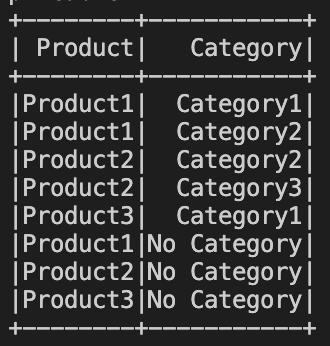 +--------+-----------+
| Product|   Category|
+--------+-----------+
|Product1|  Category1|
|Product1|  Category2|
|Product2|  Category2|
|Product2|  Category3|
|Product3|  Category1|
|Product1|No Category|
|Product2|No Category|
|Product3|No Category|
+--------+-----------+